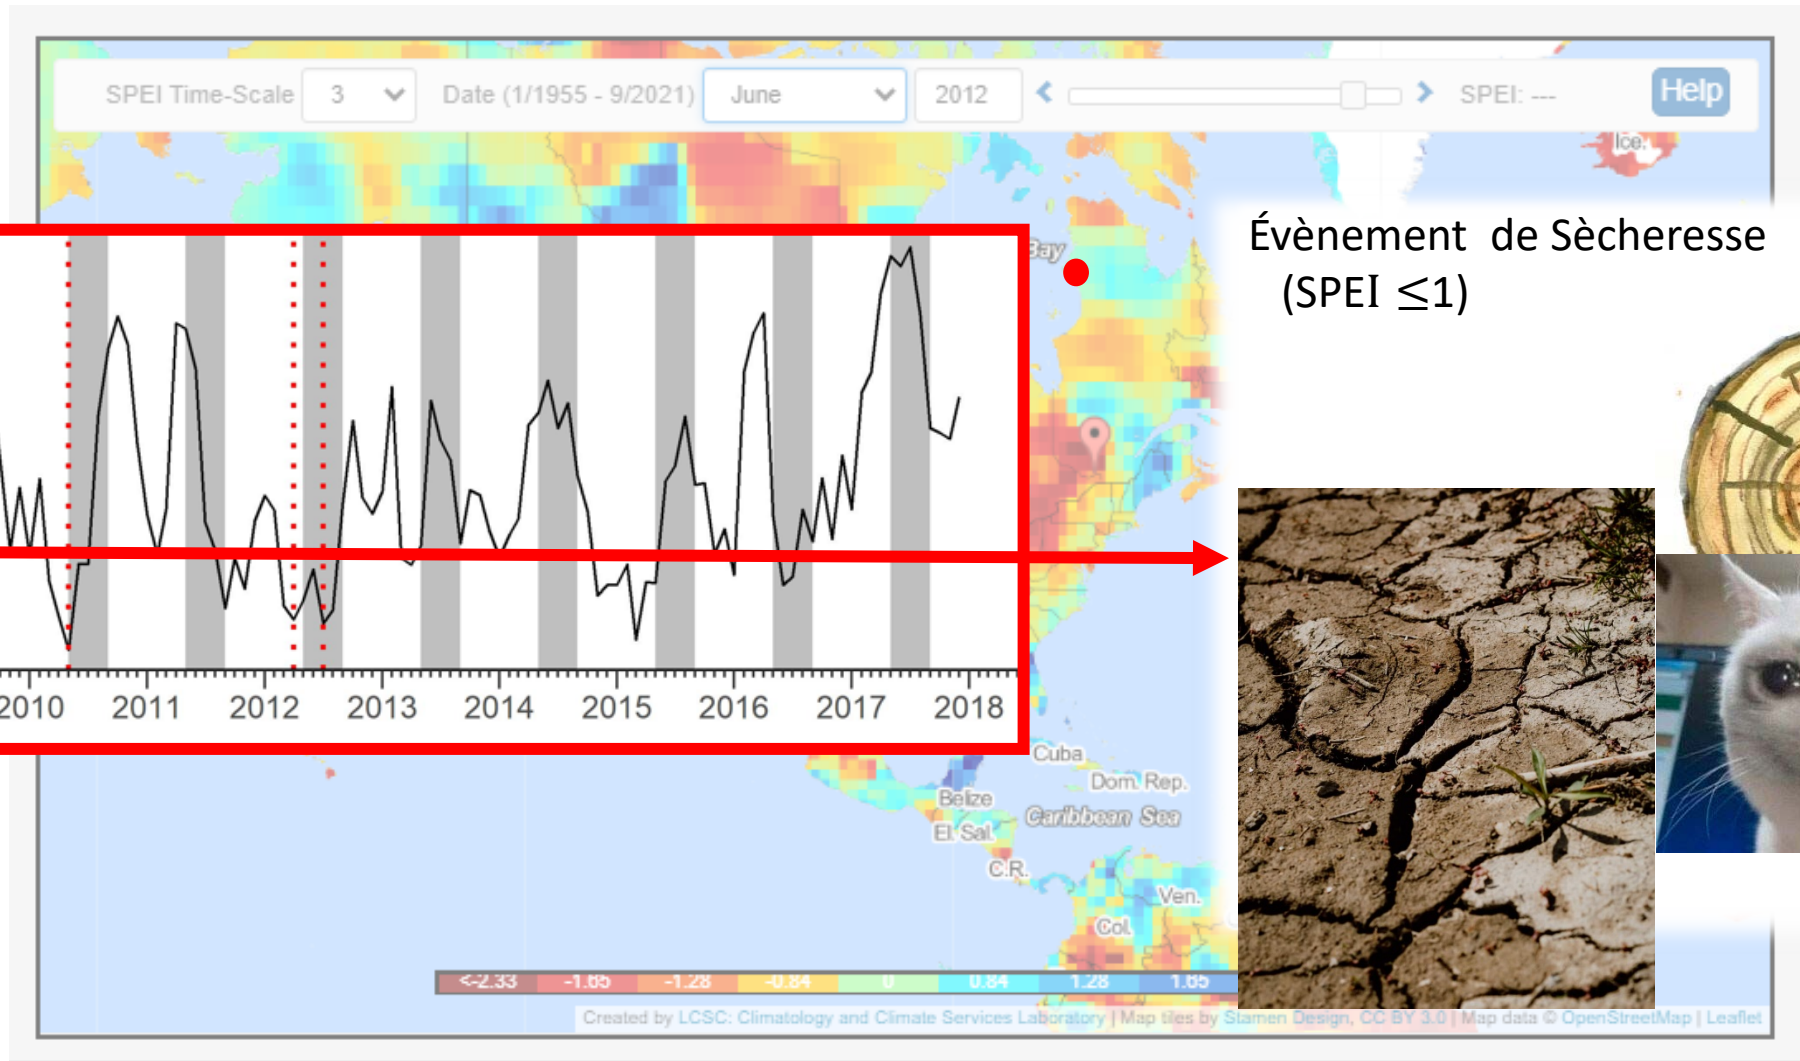 SPEI Time-Scale 3 Date (1/1955 - 9/2021) June 2012 SPEI: --- Help
Ice.
Évènement de Sècheresse
(SPEI ≤1)
Bay
2010 2011 2012 2013 2014 2015 2016 2017 2018
Cuba
Dom. Rep.
Belize
Caribbean Sea
El Sal.
C.R.
Ven.
Col.
<-2.33 -1.65 -1.28 -0.84 0 0.84 1.28 1.65
Created by LCSC: Climatology and Climate Services Laboratory | Map tiles by Stamen Design, CC BY 3.0 | Map data © OpenStreetMap | Leaflet